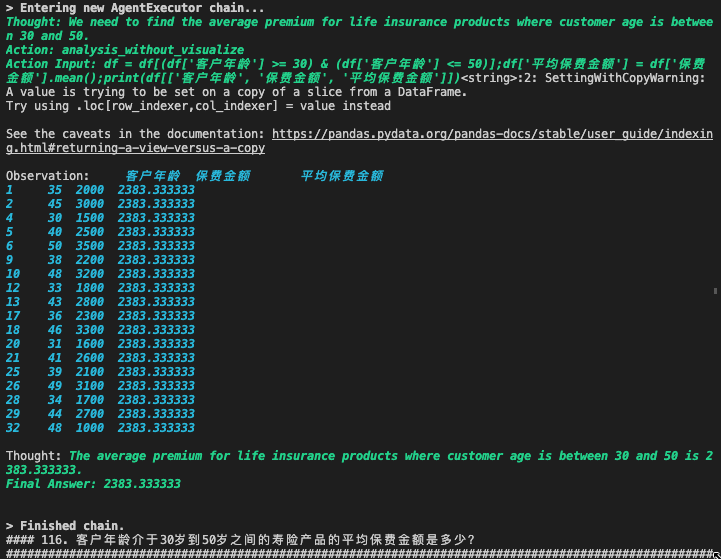 > Entering new AgentExecutor chain...
Thought: We need to find the average premium for life insurance products where customer age is betwee
n 30 and 50.
Action: analysis_without_visualize
Action Input: df = df[(df['客户年龄'] >= 30) & (df['客户年龄'] <= 50)];df['平均保费金额'] = df['保费
金额'].mean();print(df[['客户年龄', '保费金额', '平均保费金额']])<string>:2: SettingWithCopyWarning:
A value is trying to be set on a copy of a slice from a DataFrame.
Try using .loc[row_indexer,col_indexer] = value instead
See the caveats in the documentation: https://pandas.pydata.org/pandas-docs/stable/user_guide/indexin
g.html#returning-a-view-versus-a-copy
Observation:     客户年龄  保费金额       平均保费金额
1     35  2000  2383.333333
2     45  3000  2383.333333
4     30  1500  2383.333333
5     40  2500  2383.333333
6     50  3500  2383.333333
9     38  2200  2383.333333
10    48  3200  2383.333333
12    33  1800  2383.333333
13    43  2800  2383.333333
17    36  2300  2383.333333
18    46  3300  2383.333333
20    31  1600  2383.333333
21    41  2600  2383.333333
25    39  2100  2383.333333
26    49  3100  2383.333333
28    34  1700  2383.333333
29    44  2700  2383.333333
32    48  1000  2383.333333
Thought: The average premium for life insurance products where customer age is between 30 and 50 is 2
383.333333.
Final Answer: 2383.333333
> Finished chain.
#### 116. 客户年龄介于30岁到50岁之间的寿险产品的平均保费金额是多少?
#####################################################################################################